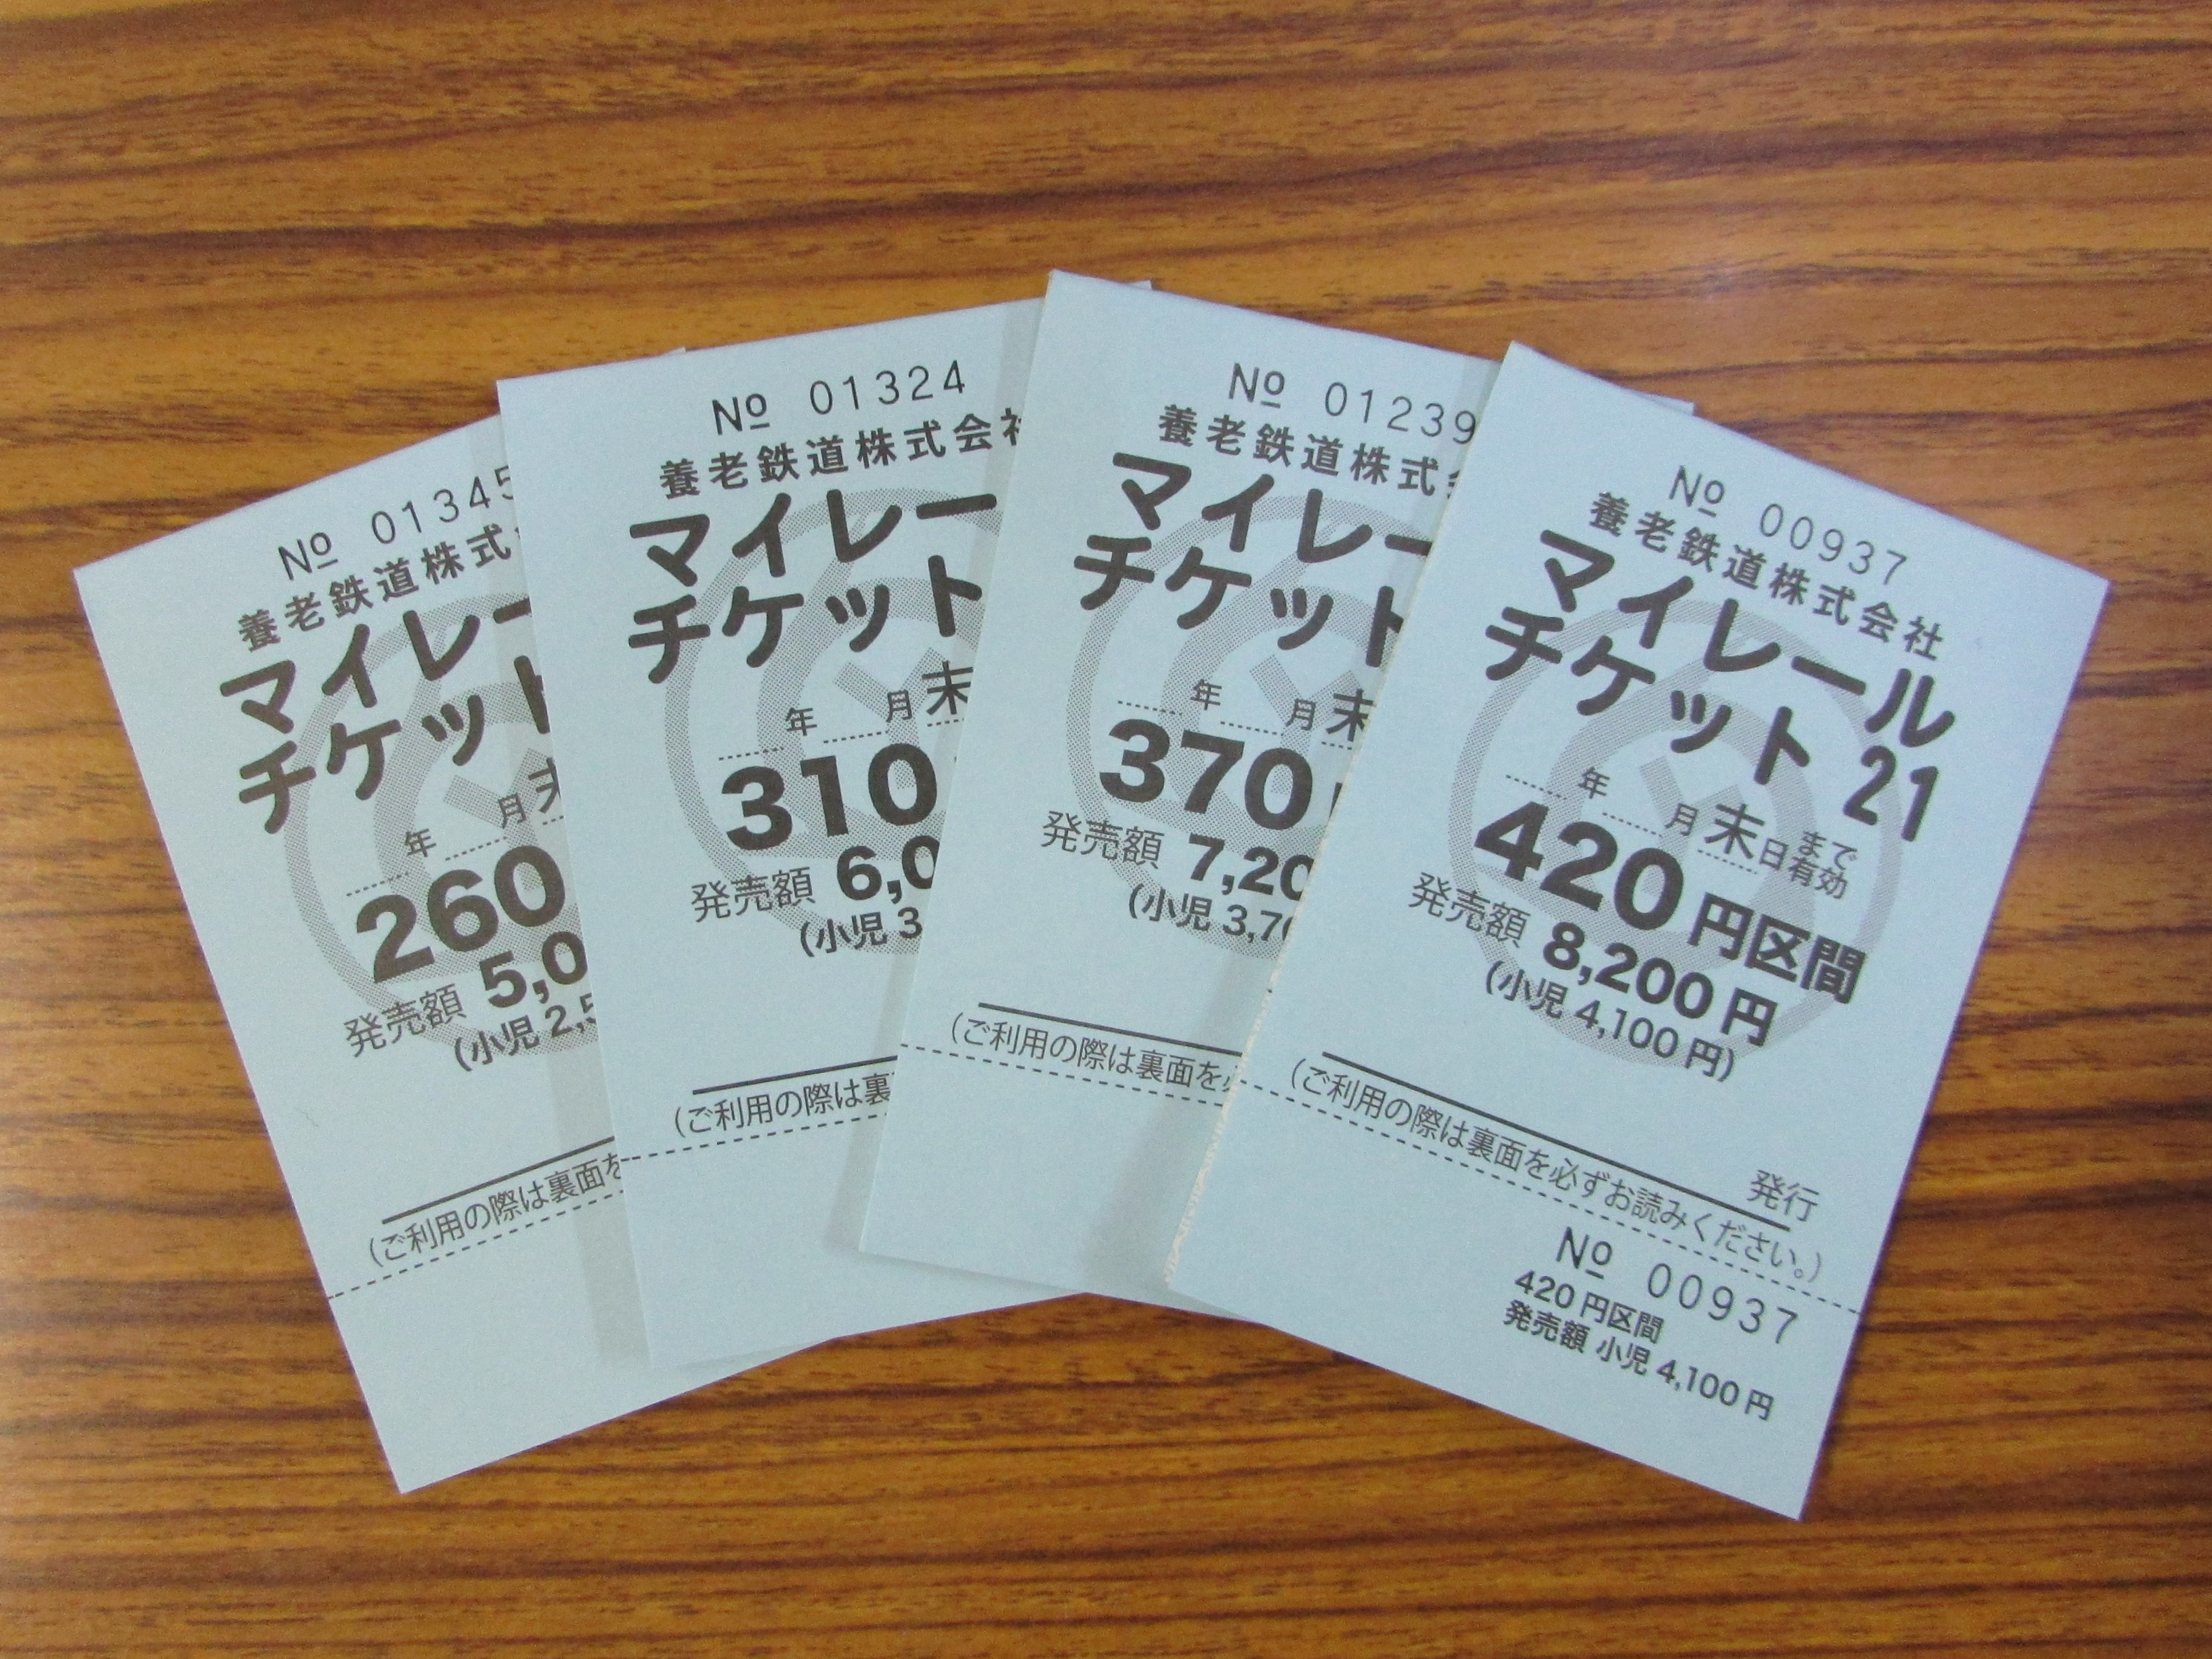 № 01345
養老鉄道株式
マイレー
チケット
年 月末
260
発売額 5,0
(小児 2,5
(ご利用の際は裏面を
№ 01324
養老鉄道株式会社
マイレー
チケット
年 月末
310
発売額 6,0
(小児 3
(ご利用の際は裏
№ 01239
養老鉄道株式会
マイレー
チケット
年 月末
370
発売額 7,20
(小児 3,70
(ご利用の際は裏面を必
№ 00937
養老鉄道株式会社
マイレール
チケット 21
年 月末日まで有効
420円区間
発売額 8,200円
(小児 4,100円)
発行
(ご利用の際は裏面を必ずお読みください。)
№ 00937
420円区間
発売額 小児 4,100円